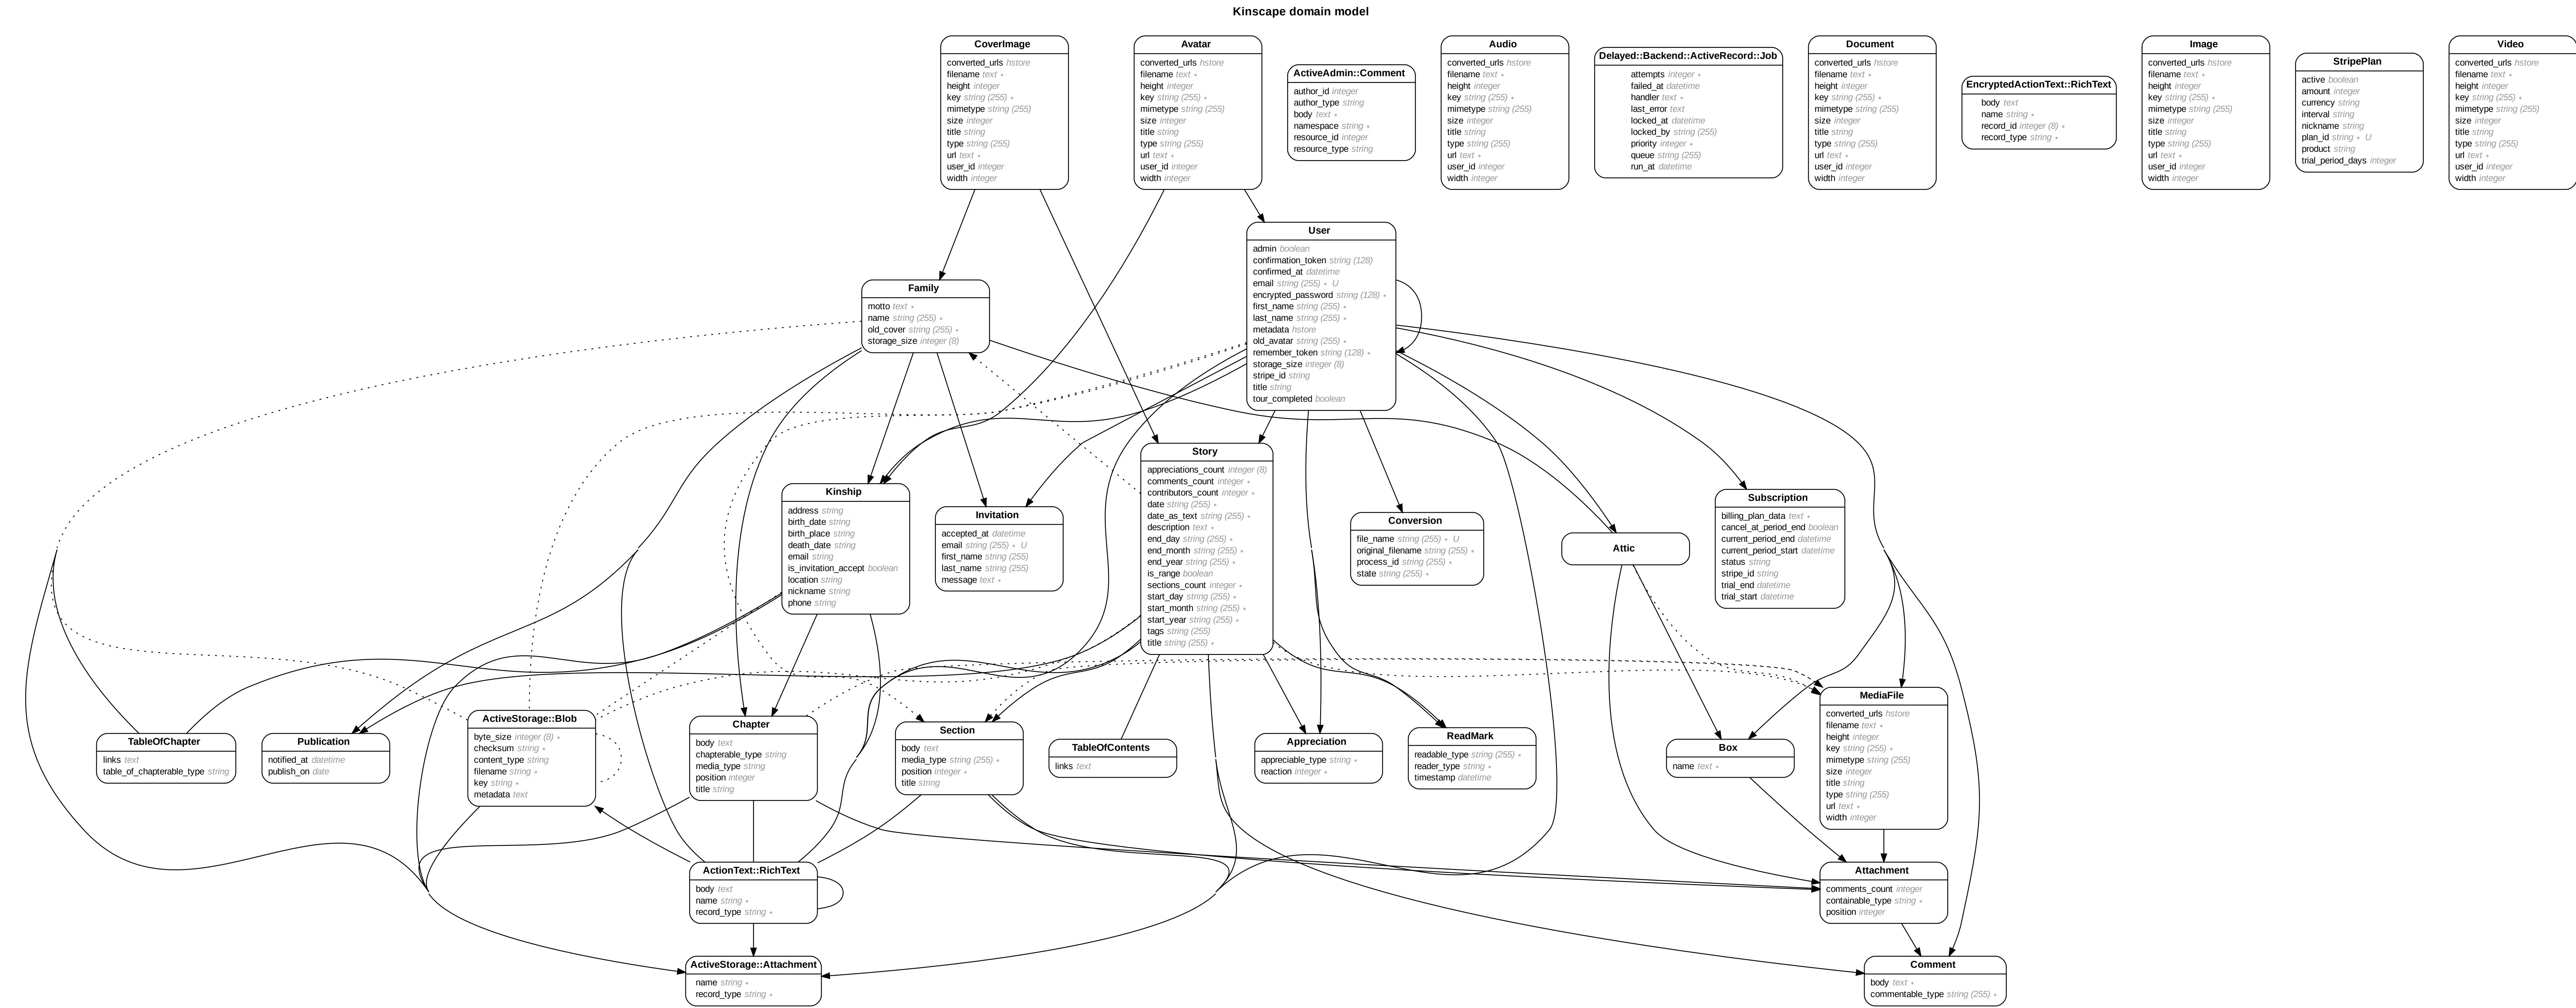 Kinscape domain model
CoverImage
converted_urls hstore
filename text ∗
height integer
key string (255) ∗
mimetype string (255)
size integer
title string
type string (255)
url text ∗
user_id integer
width integer
Avatar
converted_urls hstore
filename text ∗
height integer
key string (255) ∗
mimetype string (255)
size integer
title string
type string (255)
url text ∗
user_id integer
width integer
ActiveAdmin::Comment
author_id integer
author_type string
body text ∗
namespace string ∗
resource_id integer
resource_type string
Audio
converted_urls hstore
filename text ∗
height integer
key string (255) ∗
mimetype string (255)
size integer
title string
type string (255)
url text ∗
user_id integer
width integer
Delayed::Backend::ActiveRecord::Job
attempts integer ∗
failed_at datetime
handler text ∗
last_error text
locked_at datetime
locked_by string (255)
priority integer ∗
queue string (255)
run_at datetime
Document
converted_urls hstore
filename text ∗
height integer
key string (255) ∗
mimetype string (255)
size integer
title string
type string (255)
url text ∗
user_id integer
width integer
EncryptedActionText::RichText
body text
name string ∗
record_id integer (8) ∗
record_type string ∗
Image
converted_urls hstore
filename text ∗
height integer
key string (255) ∗
mimetype string (255)
size integer
title string
type string (255)
url text ∗
user_id integer
width integer
StripePlan
active boolean
amount integer
currency string
interval string
nickname string
plan_id string ∗ U
product string
trial_period_days integer
Video
converted_urls hstore
filename text ∗
height integer
key string (255) ∗
mimetype string (255)
size integer
title string
type string (255)
url text ∗
user_id integer
width integer
User
admin boolean
confirmation_token string (128)
confirmed_at datetime
email string (255) ∗ U
encrypted_password string (128) ∗
first_name string (255) ∗
last_name string (255) ∗
metadata hstore
old_avatar string (255) ∗
remember_token string (128) ∗
storage_size integer (8)
stripe_id string
title string
tour_completed boolean
Family
motto text ∗
name string (255) ∗
old_cover string (255) ∗
storage_size integer (8)
Story
appreciations_count integer (8)
comments_count integer ∗
contributors_count integer ∗
date string (255) ∗
date_as_text string (255) ∗
description text ∗
end_day string (255) ∗
end_month string (255) ∗
end_year string (255) ∗
is_range boolean
sections_count integer ∗
start_day string (255) ∗
start_month string (255) ∗
start_year string (255) ∗
tags string (255)
title string (255) ∗
Kinship
address string
birth_date string
birth_place string
death_date string
email string
is_invitation_accept boolean
location string
nickname string
phone string
Invitation
accepted_at datetime
email string (255) ∗ U
first_name string (255)
last_name string (255)
message text ∗
Conversion
file_name string (255) ∗ U
original_filename string (255) ∗
process_id string (255) ∗
state string (255) ∗
Attic
Subscription
billing_plan_data text ∗
cancel_at_period_end boolean
current_period_end datetime
current_period_start datetime
status string
stripe_id string
trial_end datetime
trial_start datetime
TableOfChapter
links text
table_of_chapterable_type string
Publication
notified_at datetime
publish_on date
ActiveStorage::Blob
byte_size integer (8) ∗
checksum string ∗
content_type string
filename string ∗
key string ∗
metadata text
Chapter
body text
chapterable_type string
media_type string
position integer
title string
Section
body text
media_type string (255) ∗
position integer ∗
title string
TableOfContents
links text
Appreciation
appreciable_type string ∗
reaction integer ∗
ReadMark
readable_type string (255) ∗
reader_type string ∗
timestamp datetime
Box
name text ∗
MediaFile
converted_urls hstore
filename text ∗
height integer
key string (255) ∗
mimetype string (255)
size integer
title string
type string (255)
url text ∗
width integer
ActionText::RichText
body text
name string ∗
record_type string ∗
Attachment
comments_count integer
containable_type string ∗
position integer
ActiveStorage::Attachment
name string ∗
record_type string ∗
Comment
body text ∗
commentable_type string (255) ∗